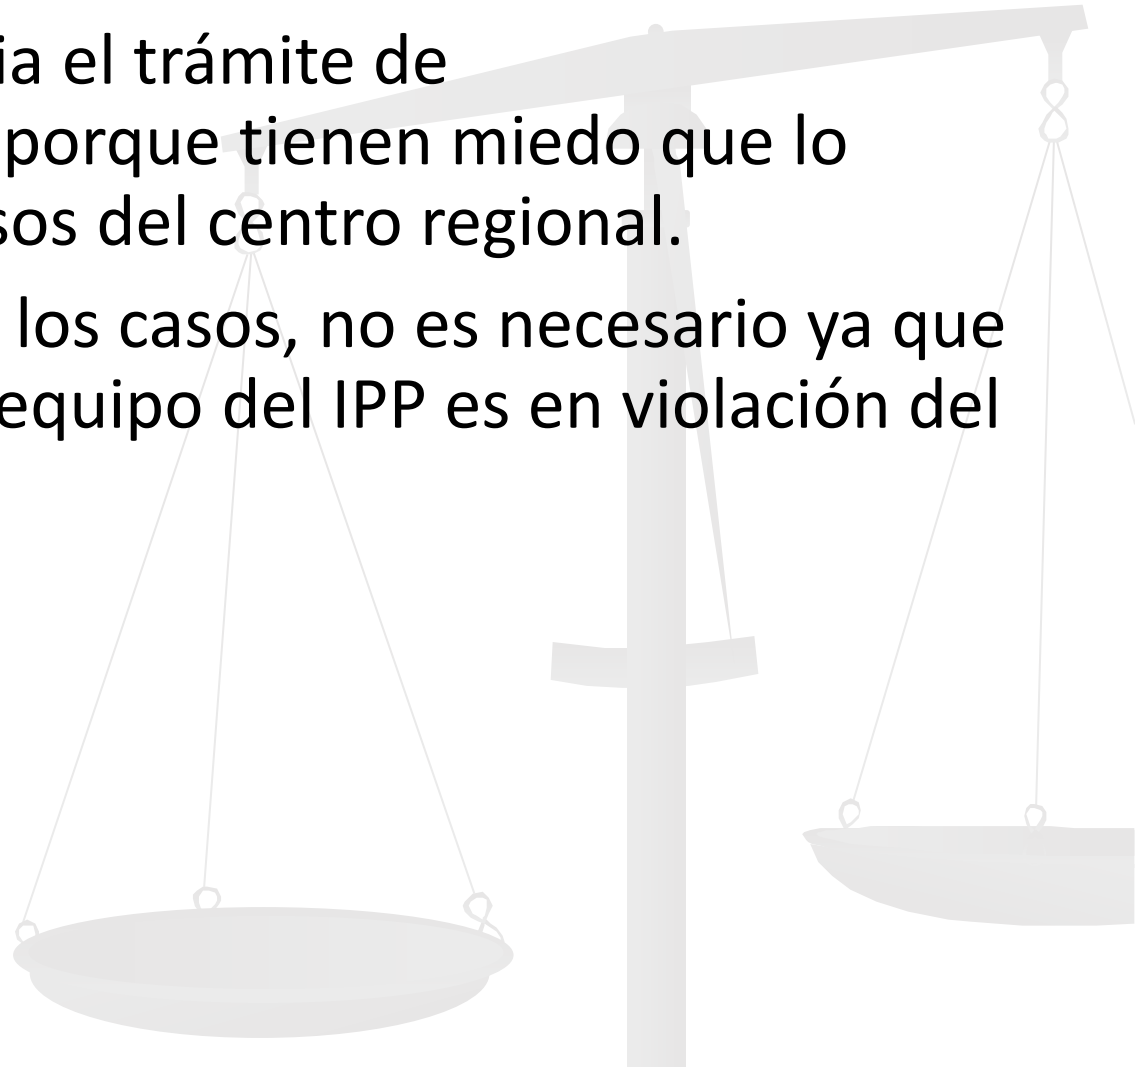 ia el trámite de
porque tienen miedo que lo
sos del centro regional.
los casos, no es necesario ya que
equipo del IPP es en violación del